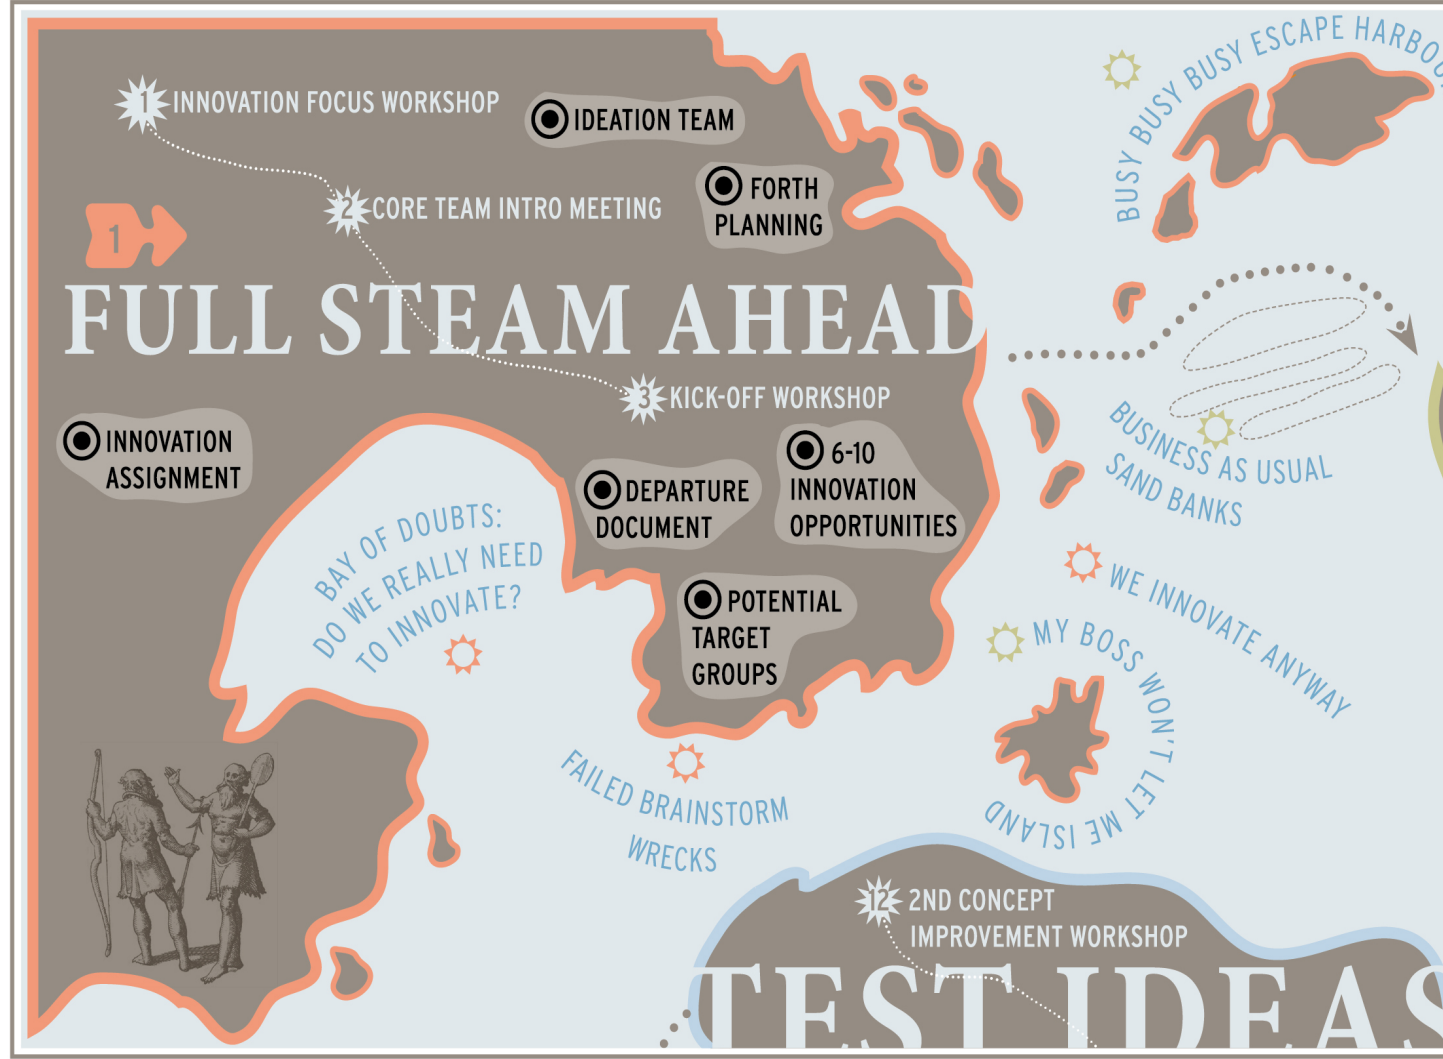 1 INNOVATION FOCUS WORKSHOP
IDEATION TEAM
FORTH
PLANNING
2 CORE TEAM INTRO MEETING
1
FULL STEAM AHEAD
3 KICK-OFF WORKSHOP
INNOVATION
ASSIGNMENT
6-10
INNOVATION
OPPORTUNITIES
DEPARTURE
DOCUMENT
POTENTIAL
TARGET
GROUPS
BAY OF DOUBTS:
DO WE REALLY NEED
TO INNOVATE?
FAILED BRAINSTORM
WRECKS
BUSY BUSY BUSY ESCAPE HARBOU
BUSINESS AS USUAL
SAND BANKS
WE INNOVATE ANYWAY
MY BOSS WON'T LET ME ISLAND
12 2ND CONCEPT
IMPROVEMENT WORKSHOP
TEST IDEAS